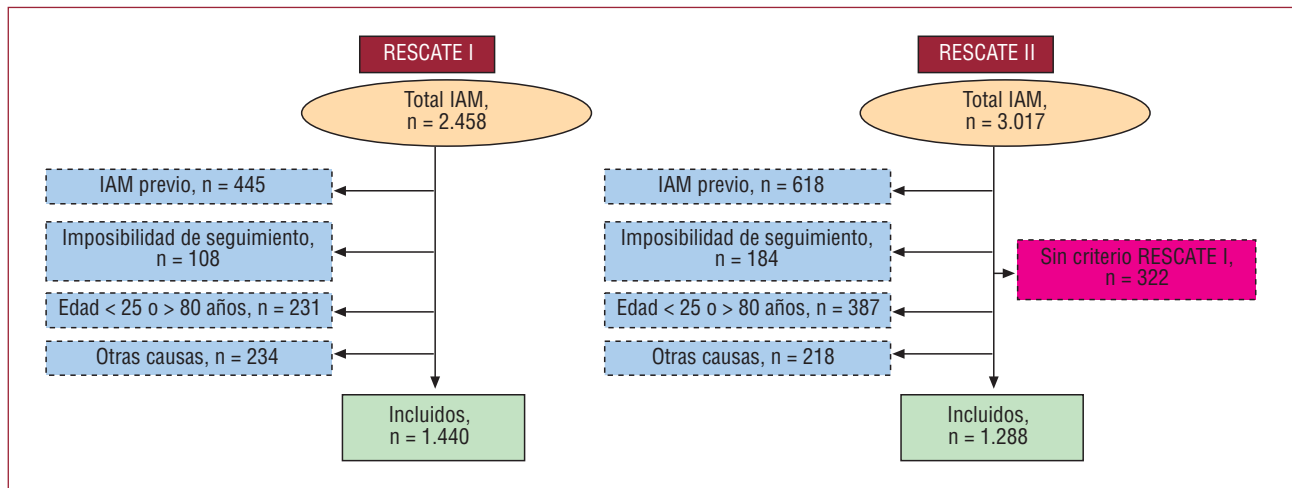 RESCATE I
Total IAM,
n = 2.458
IAM previo, n = 445
Imposibilidad de seguimiento,
n = 108
Edad < 25 o > 80 años, n = 231
Otras causas, n = 234
Incluidos,
n = 1.440
RESCATE II
Total IAM,
n = 3.017
IAM previo, n = 618
Imposibilidad de seguimiento,
n = 184
Sin criterio RESCATE I,
n = 322
Edad < 25 o > 80 años, n = 387
Otras causas, n = 218
Incluidos,
n = 1.288